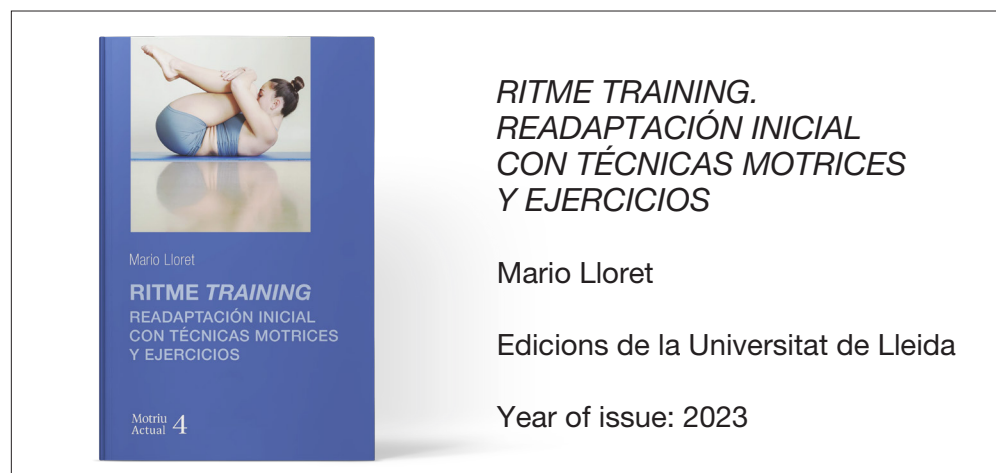 Mario Lloret
RITME TRAINING
READAPTACIÓN INICIAL
CON TÉCNICAS MOTRICES
Y EJERCICIOS
Motriu
Actual 4
RITME TRAINING.
READAPTACIÓN INICIAL
CON TÉCNICAS MOTRICES
Y EJERCICIOS
Mario Lloret
Edicions de la Universitat de Lleida
Year of issue: 2023